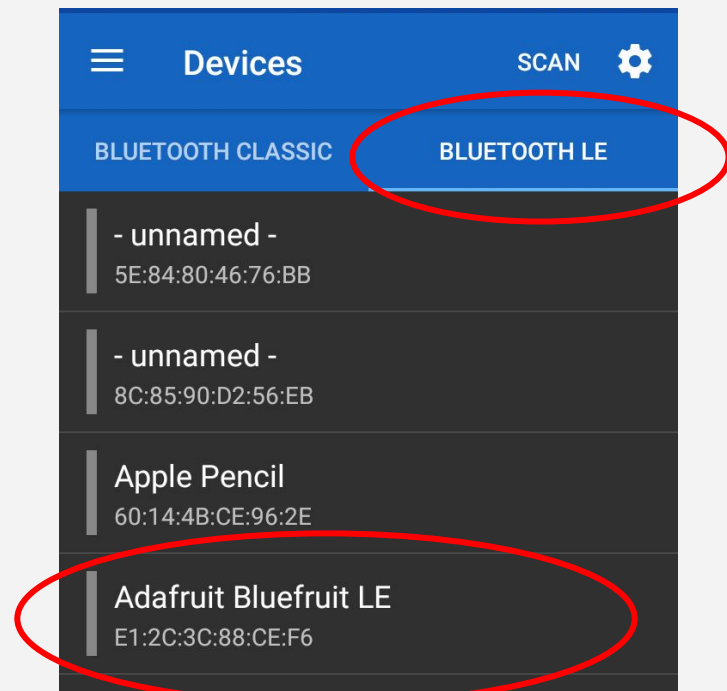 Devices SCAN
BLUETOOTH CLASSIC BLUETOOTH LE
- unnamed -
5E:84:80:46:76:BB
- unnamed -
8C:85:90:D2:56:EB
Apple Pencil
60:14:4B:CE:96:2E
Adafruit Bluefruit LE
E1:2C:3C:88:CE:F6